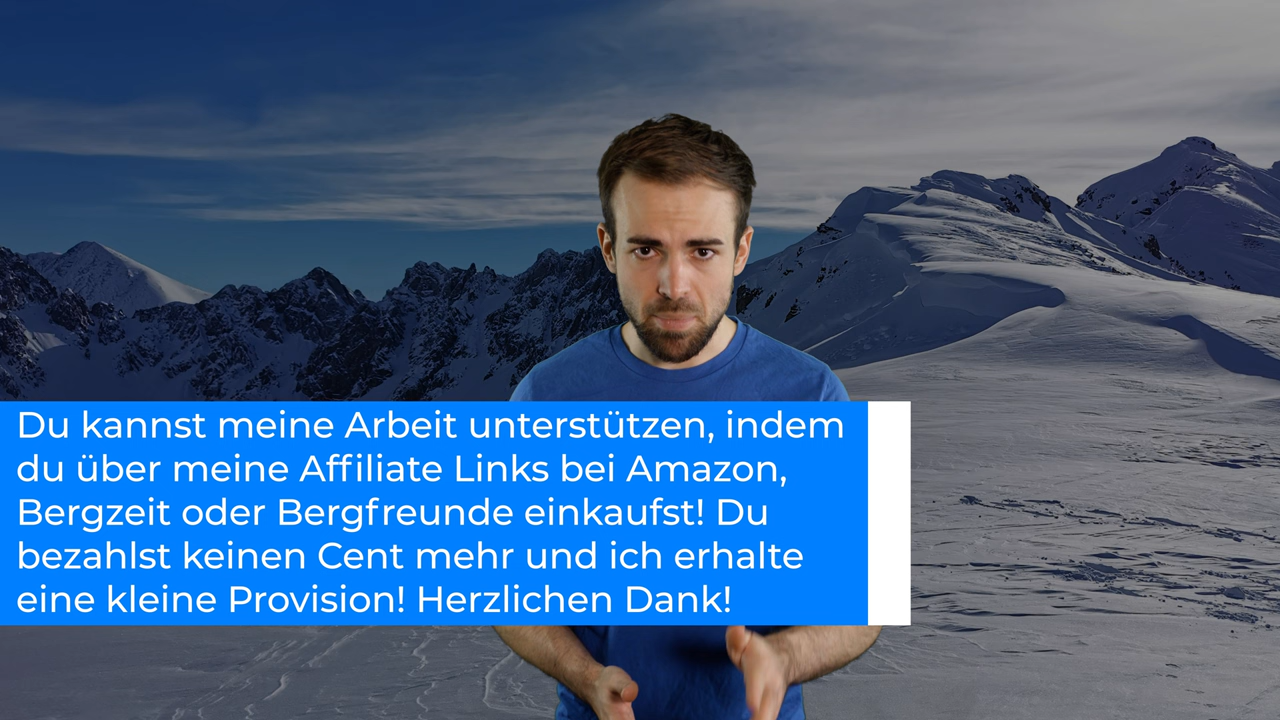 Du kannst meine Arbeit unterstützen, indem
du über meine Affiliate Links bei Amazon,
Bergzeit oder Bergfreunde einkaufst! Du
bezahlst keinen Cent mehr und ich erhalte
eine kleine Provision! Herzlichen Dank!